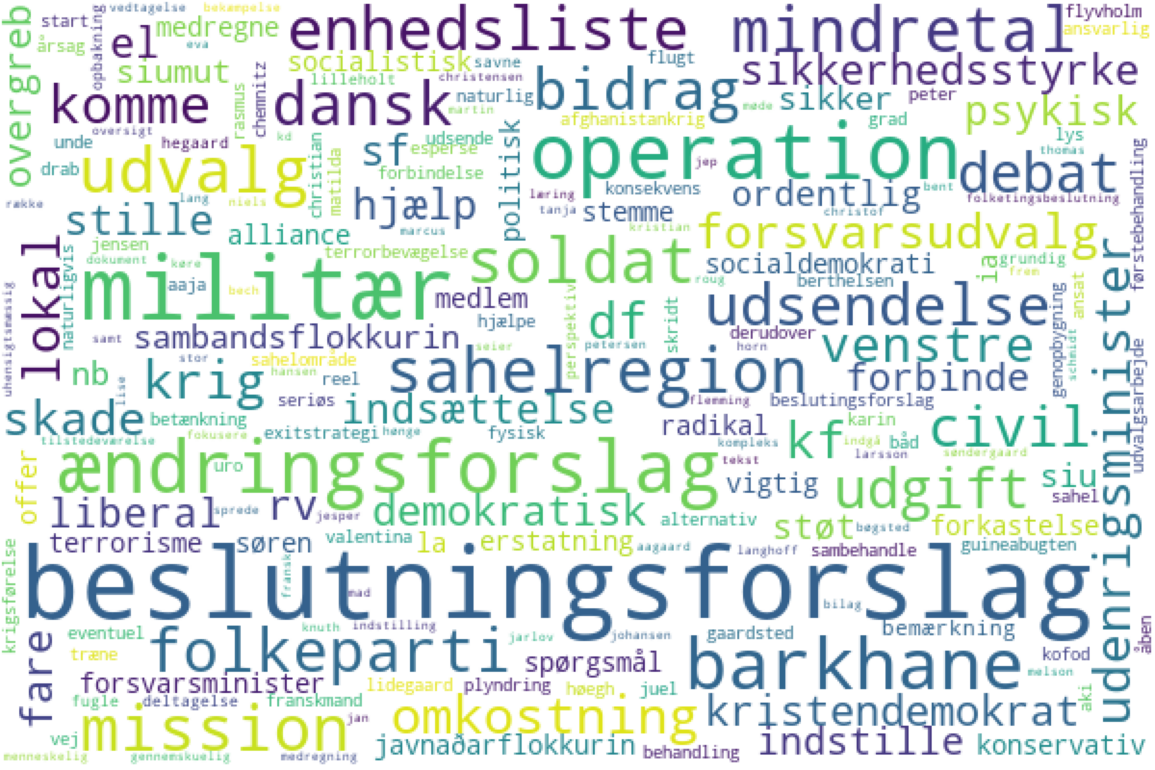 overgreb
start
årsag
opbakning
vedtagelse
bekæmpelse
el
medregne
eva
siumut
komme
oversigt
unde
hegaard
drab
række
rasmus
chemnitz
enhedsliste
socialistisk
savne
lilleholt
christensen
dansk
naturlig
martin
kd
mindretal
flyvholm
ansvarlig
flugt
sikkerhedsstyrke
bidrag
møde
sikker
peter
psykisk
afghanistankrig
grad
lys
thomas
udvalg
lang
niels
christian
matilda
sf
udsende
esperse
forbindelse
hjælp
marcus
politisk
operation
jep
konsekvens
læring
tanja
stemme
kristian
ordentlig
bent
christof
debat
folketingsbeslutning
førstebehandling
stille
alliance
jensen
dokument
køre
naturligvis
lokal
uhensigtsmæssig
terrorbevægelse
forsvarsudvalg
soldat
roug
socialdemokrati
berthelsen
ia
grundig
frem
ansat
militær
aaja
bech
medlem
hjælpe
perspektiv
df
petersen
skridt
udsendelse
derudover
horn
genopbygning
schmidt
udenrigsminister
samt
sambandsflokkurin
seier
stor
sahelområde
hansen
reel
seriøs
nb
lise
krig
sahelregion
flemming
venstre
forbinde
beslutingsforslag
udvalgsarbejde
skade
betænkning
indsættelse
tilstedeværelse
fokusere
exitstrategi
hænge
fysisk
radikal
kompleks
tekst
kf
karin
indgå
båd
larsson
civil
søndergaard
offer
ændringsforslag
uro
vigtig
udgift
siu
sahel
liberal
sprede
rv
jesper
demokratisk
alternativ
støt
bøgsted
forkastelse
terrorisme
søren
valentina
la
erstatning
aagaard
langhoff
sambehandle
guineabugten
krigsførelse
fransk
beslutningsforslag
mad
bilag
knuth
indstilling
jarlov
johansen
gaardsted
bemærkning
åben
fare
eventuel
træne
folkeparti
spørgsmål
barkhane
kofod
melson
forsvarsminister
lidegaard
plyndring
høegh
juel
aki
fugle
deltagelse
franskmand
mission
jan
vej
omkostning
kristendemokrat
javnaðarflokkurin
behandling
indstille
konservativ
menneskelig
gennemskuelig
medregning